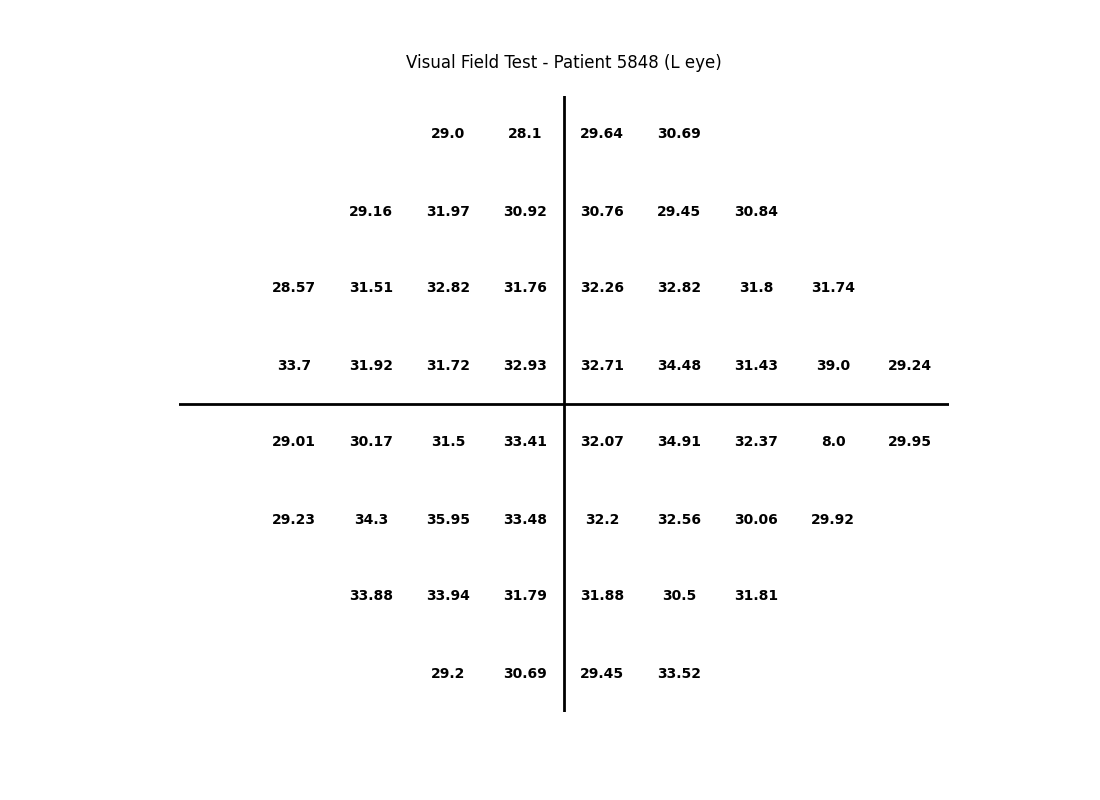 Visual Field Test - Patient 5848 (L eye)
29.0 28.1 29.64 30.69
29.16 31.97 30.92 30.76 29.45 30.84
28.57 31.51 32.82 31.76 32.26 32.82 31.8 31.74
33.7 31.92 31.72 32.93 32.71 34.48 31.43 39.0 29.24
29.01 30.17 31.5 33.41 32.07 34.91 32.37 8.0 29.95
29.23 34.3 35.95 33.48 32.2 32.56 30.06 29.92
33.88 33.94 31.79 31.88 30.5 31.81
29.2 30.69 29.45 33.52